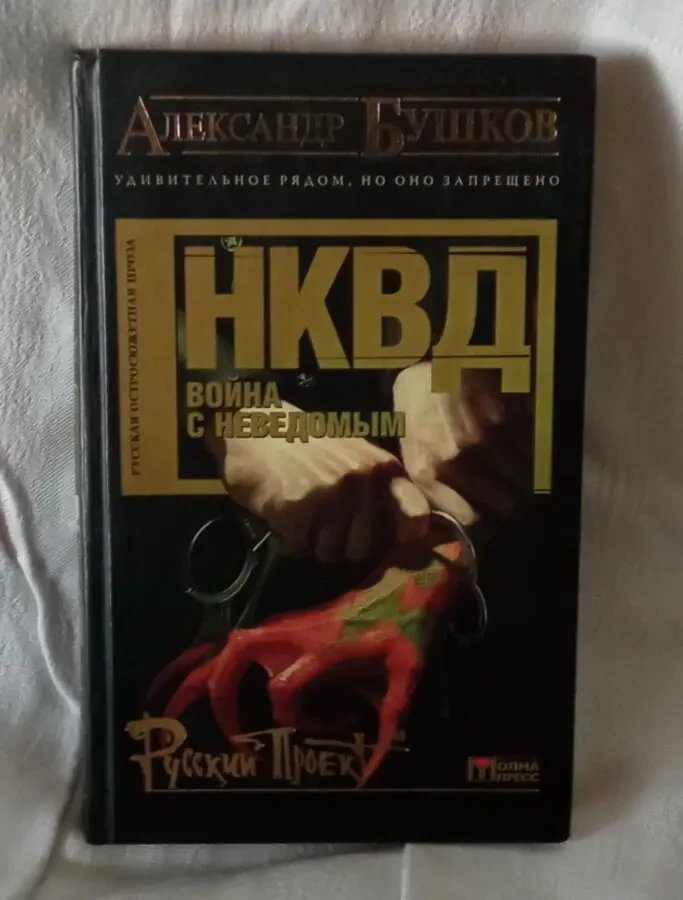 АЛЕКСАНДР БУШКОВ
УДИВИТЕЛЬНОЕ РЯДОМ, НО ОНО ЗАПРЕЩЕНО
РУССКАЯ ОСТРОСЮЖЕТНАЯ ПРОЗА
НКВД
ВОЙНА
С НЕВЕДОМЫМ
Русский Проект
ОЛМА
ПРЕСС